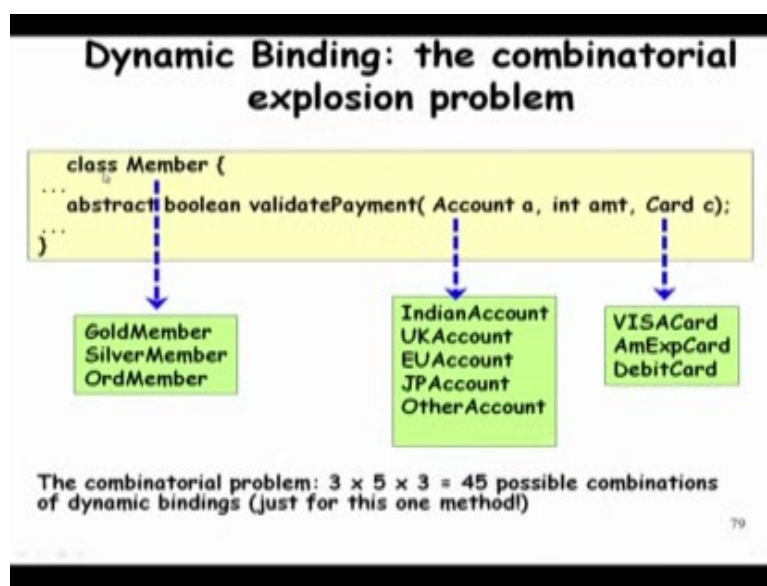 Dynamic Binding: the combinatorial
explosion problem
class Member {
...
abstract boolean validatePayment( Account a, int amt, Card c);
...
}
GoldMember
SilverMember
OrdMember
IndianAccount
UKAccount
EUAccount
JPAccount
OtherAccount
VISACard
AmExpCard
DebitCard
The combinatorial problem: 3 x 5 x 3 = 45 possible combinations
of dynamic bindings (just for this one method!)
79